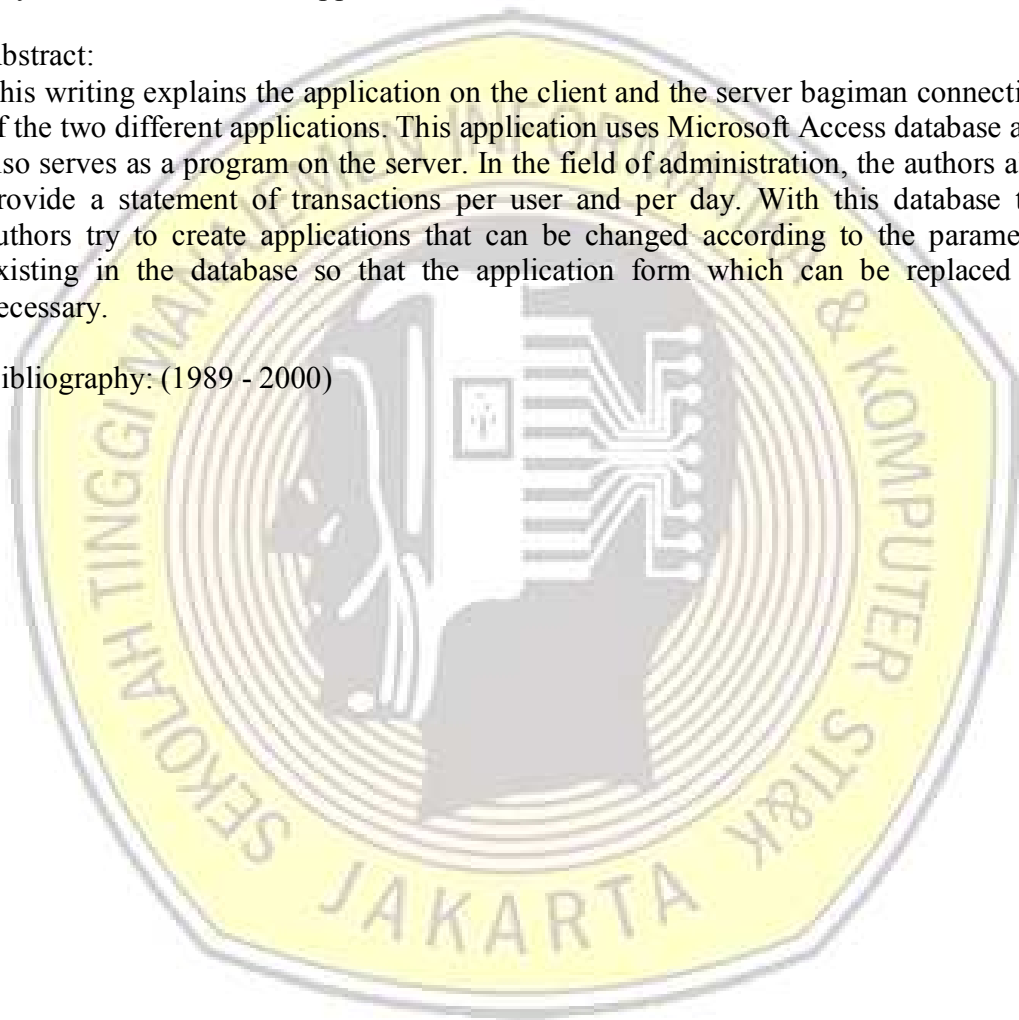 bstract:
his writing explains the application on the client and the server bagiman connecti
f the two different applications. This application uses Microsoft Access database a
so serves as a program on the server. In the field of administration, the authors a
rovide a statement of transactions per user and per day. With this database t
uthors try to create applications that can be changed according to the parame
xisting in the database so that the application form which can be replaced
ecessary.
ibliography: (1989 - 2000)
SEKOLAH TINGGI MANAJEMEN INFORMATIKA & KOMPUTER STI&K
JAKARTA